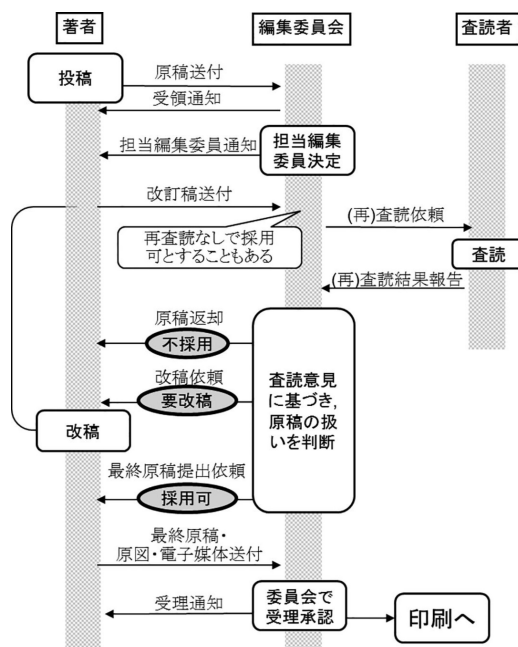 著者
編集委員会
査読者
投稿
原稿送付
受領通知
担当編集
委員決定
担当編集委員通知
改訂稿送付
(再)査読依頼
再査読なしで採用
可とすることもある
査読
(再)査読結果報告
原稿返却
不採用
改稿依頼
要改稿
査読意見
に基づき,
原稿の扱
いを判断
改稿
最終原稿提出依頼
採用可
最終原稿・
原図・電子媒体送付
受理通知
委員会で
受理承認
印刷へ